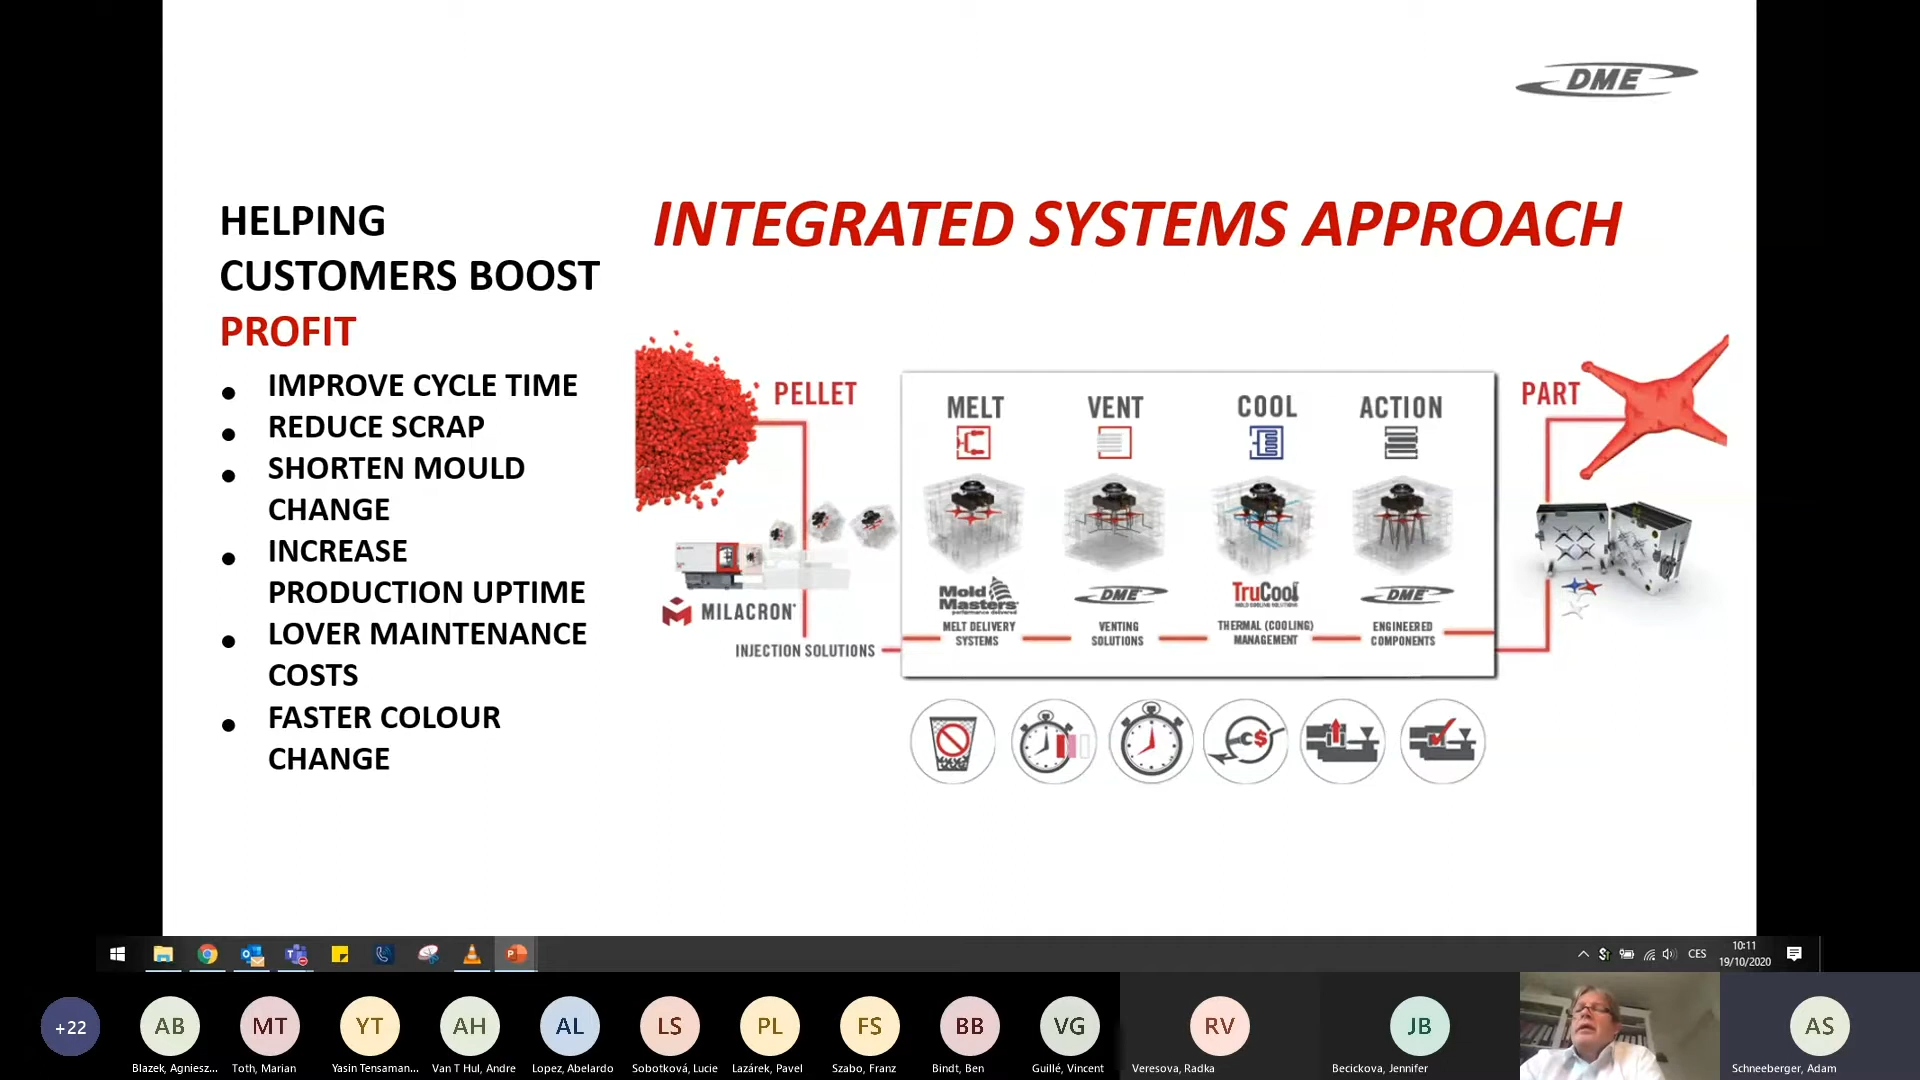 DME
HELPING
CUSTOMERS BOOST
PROFIT
• IMPROVE CYCLE TIME
• REDUCE SCRAP
• SHORTEN MOULD
CHANGE
• INCREASE
PRODUCTION UPTIME
• LOVER MAINTENANCE
COSTS
• FASTER COLOUR
CHANGE
INTEGRATED SYSTEMS APPROACH
PELLET
MILACRON
INJECTION SOLUTIONS
MELT
Mold
Masters
performance delivered
MELT DELIVERY
SYSTEMS
VENT
DME
VENTING
SOLUTIONS
COOL
TruCool
MOLD COOLING SOLUTIONS
THERMAL (COOLING)
MANAGEMENT
ACTION
DME
ENGINEERED
COMPONENTS
PART
CES
10:11
19/10/2020
+22
AB
Blazek, Agniesz...
MT
Toth, Marian
YT
Yasin Tensaman...
AH
Van T Hul, Andre
AL
Lopez, Abelardo
LS
Sobotková, Lucie
PL
Lazárek, Pavel
FS
Szabo, Franz
BB
Bindt, Ben
VG
Guillé, Vincent
RV
Veresova, Radka
JB
Becickova, Jennifer
AS
Schneeberger, Adam